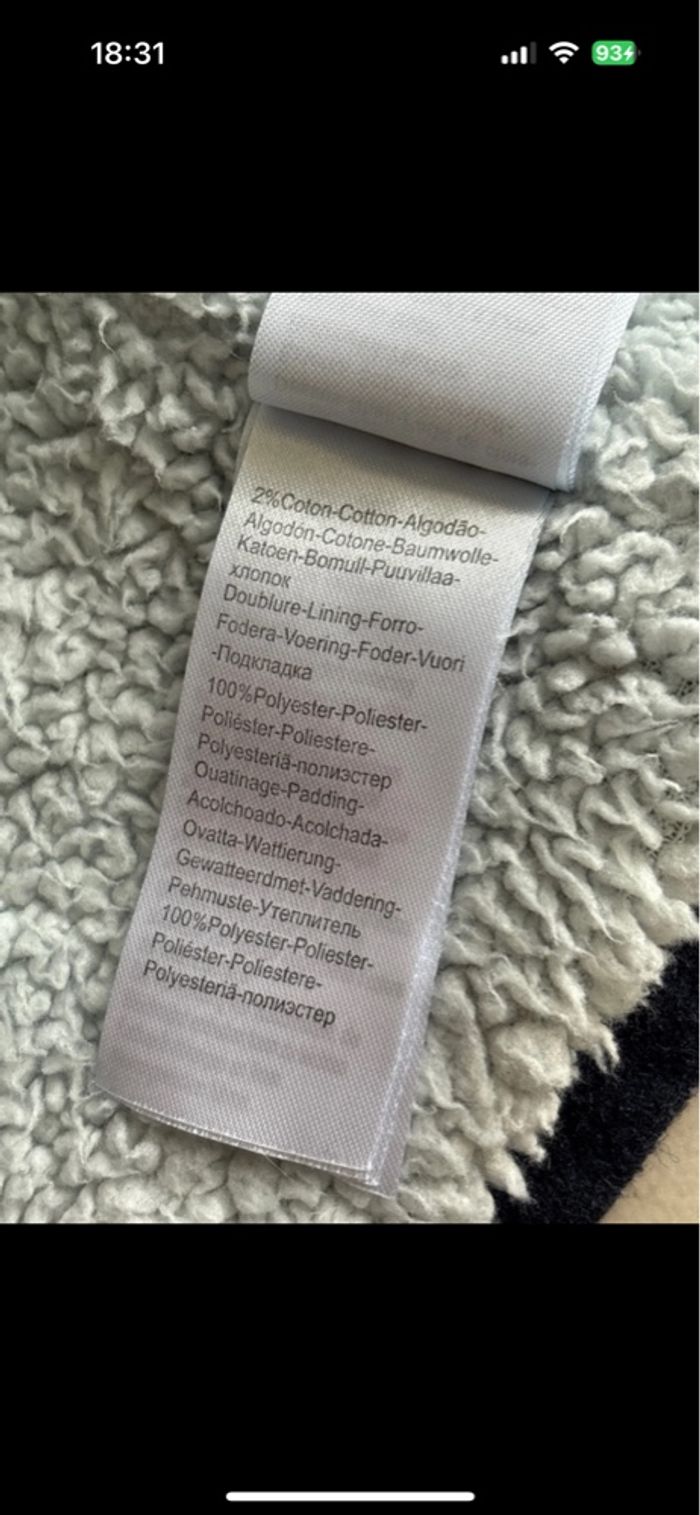 18:31
93
2%Coton-Cotton-Algodão-
Algodón-Cotone-Baumwolle-
Katoen-Bomull-Puuvillaa-
хлопок
Doublure-Lining-Forro-
Fodera-Voering-Foder-Vuori
-Подкладка
100%Polyester-Poliester-
Poliéster-Poliestere-
Polyesteriä-полиэстер
Ouatinage-Padding-
Acolchoado-Acolchada-
Ovatta-Wattierung-
Gewatteerdmet-Vaddering-
Pehmuste-Утеплитель
100%Polyester-Poliester-
Poliéster-Poliestere-
Polyesteriä-полиэстер